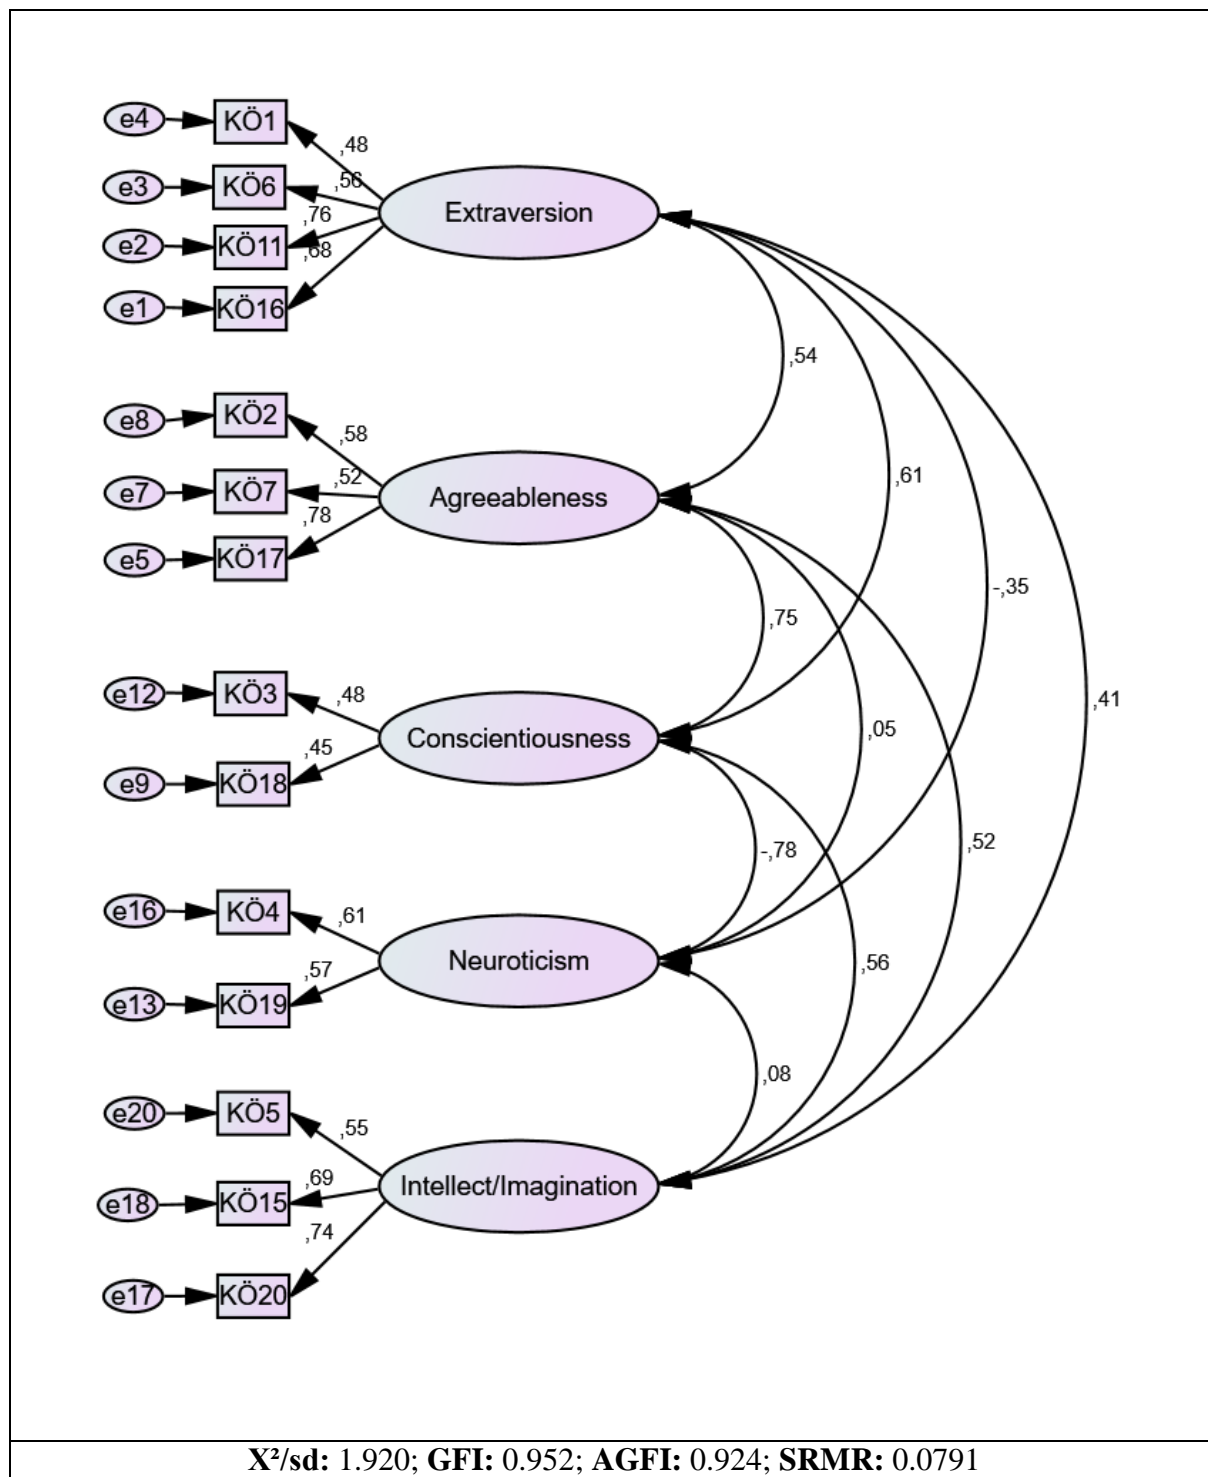 e4 KÖ1 ,48
e3 KÖ6 ,56
e2 KÖ11 ,76
e1 KÖ16 ,68
Extraversion
e8 KÖ2 ,58
e7 KÖ7 ,52
e5 KÖ17 ,78
Agreeableness
e12 KÖ3 ,48
e9 KÖ18 ,45
Conscientiousness
e16 KÖ4 ,61
e13 KÖ19 ,57
Neuroticism
e20 KÖ5 ,55
e18 KÖ15 ,69
e17 KÖ20 ,74
Intellect/Imagination
,54
,61
-,35
,41
,75
,05
,52
-,78
,56
,08
X²/sd: 1.920; GFI: 0.952; AGFI: 0.924; SRMR: 0.0791